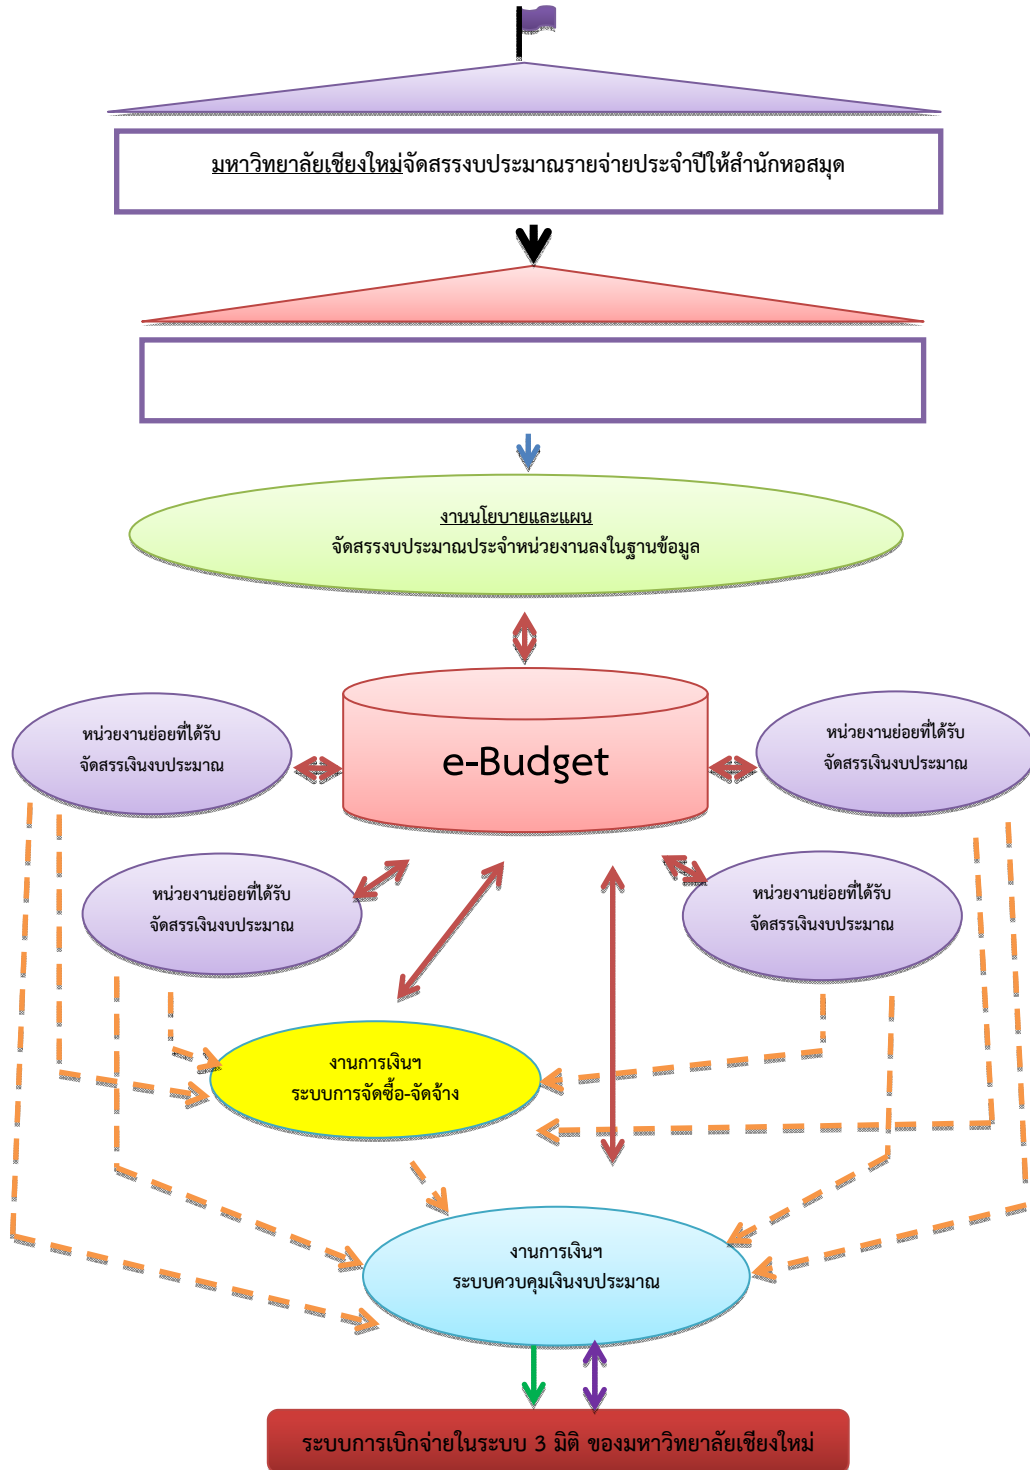 มหาวิทยาลัยเชียงใหม่จัดสรรงบประมาณรายจ่ายประจำปีให้สำนักหอสมุด
งานนโยบายและแผน
จัดสรรงบประมาณประจำหน่วยงานลงในฐานข้อมูล
e-Budget
หน่วยงานย่อยที่ได้รับ
จัดสรรเงินงบประมาณ
หน่วยงานย่อยที่ได้รับ
จัดสรรเงินงบประมาณ
หน่วยงานย่อยที่ได้รับ
จัดสรรเงินงบประมาณ
หน่วยงานย่อยที่ได้รับ
จัดสรรเงินงบประมาณ
งานการเงินฯ
ระบบการจัดซื้อ-จัดจ้าง
งานการเงินฯ
ระบบควบคุมเงินงบประมาณ
ระบบการเบิกจ่ายในระบบ 3 มิติ ของมหาวิทยาลัยเชียงใหม่